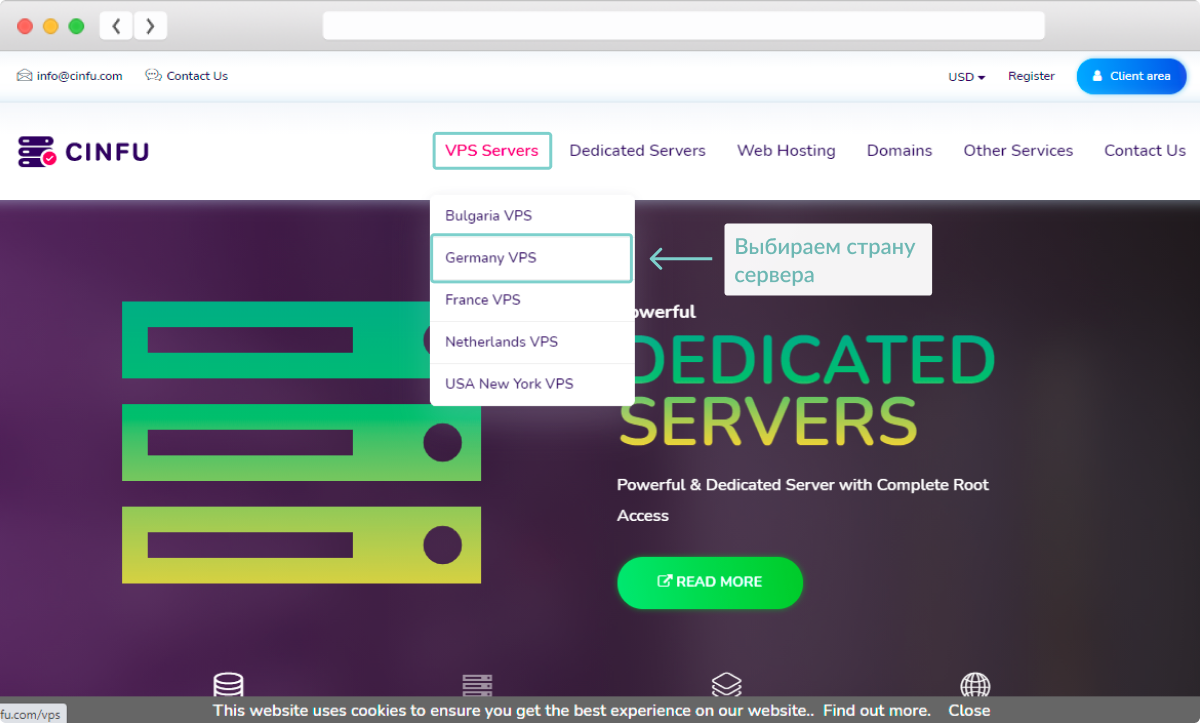 info@cinfu.com Contact Us USD Register Client area
CINFU VPS Servers Dedicated Servers Web Hosting Domains Other Services Contact Us
Bulgaria VPS
Germany VPS
France VPS
Netherlands VPS
USA New York VPS
Выбираем страну
сервера
owerful
DEDICATED
SERVERS
Powerful & Dedicated Server with Complete Root
Access
READ MORE
This website uses cookies to ensure you get the best experience on our website.. Find out more. Close
fu.com/vps